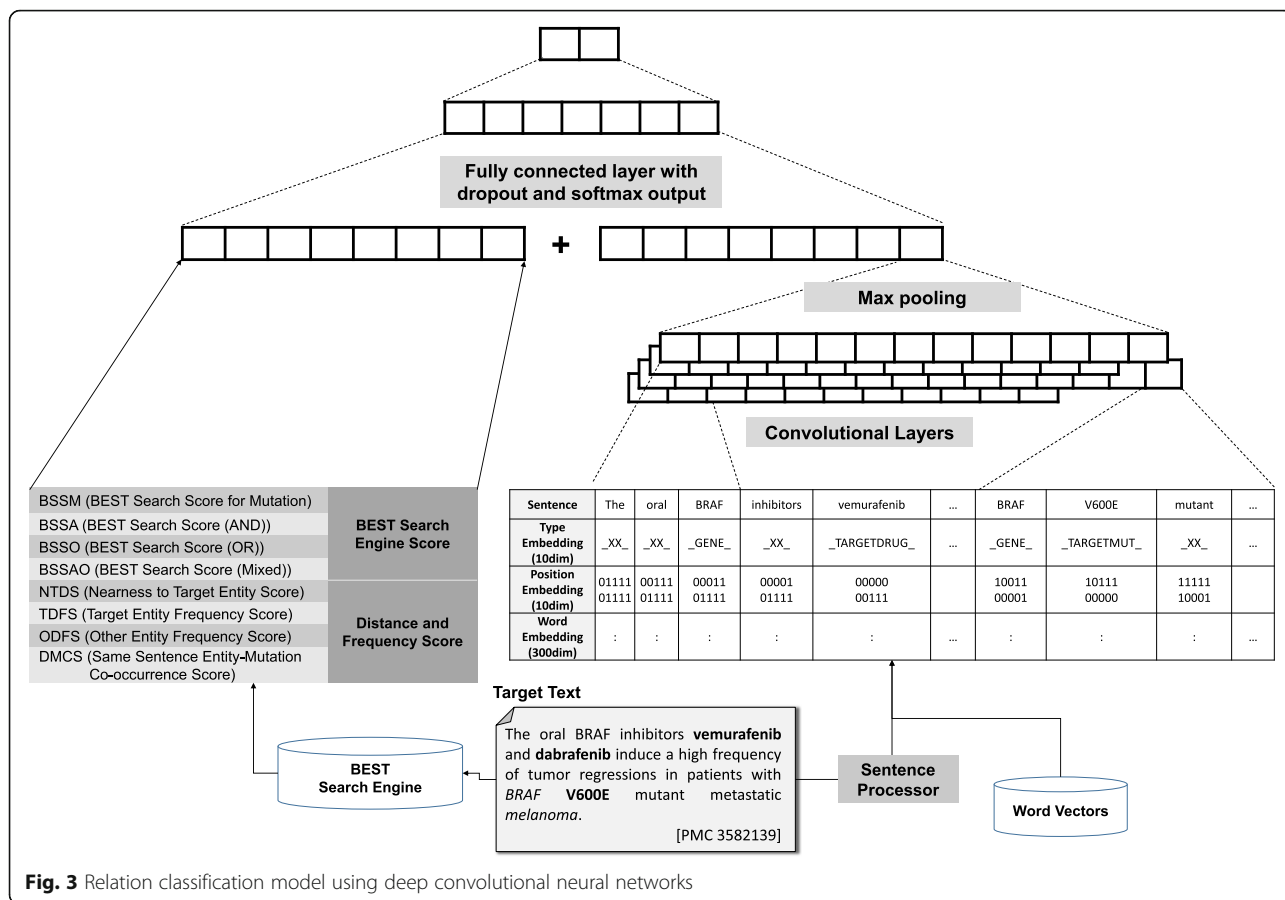 Fully connected layer with
dropout and softmax output
+
Max pooling
Convolutional Layers
BSSM (BEST Search Score for Mutation)
BSSA (BEST Search Score (AND))
BSSO (BEST Search Score (OR))
BSSAO (BEST Search Score (Mixed))
BEST Search
Engine Score
NTDS (Nearness to Target Entity Score)
TDFS (Target Entity Frequency Score)
ODFS (Other Entity Frequency Score)
DMCS (Same Sentence Entity-Mutation
Co-occurrence Score)
Distance and
Frequency Score
Sentence The oral BRAF inhibitors vemurafenib ... BRAF V600E mutant ...
Type
Embedding
(10dim)
_XX_ _XX_ _GENE_ _XX_ _TARGETDRUG_ ... _GENE_ _TARGETMUT_ _XX_ ...
Position
Embedding
(10dim)
01111 00111 00011 00001 00000 10011 10111 11111
01111 01111 01111 01111 00111 00001 00000 10001
Word
Embedding
(300dim)
: : : : : ... : : : ...
Target Text
The oral BRAF inhibitors vemurafenib
and dabrafenib induce a high frequency
of tumor regressions in patients with
BRAF V600E mutant metastatic
melanoma.
[PMC 3582139]
BEST
Search Engine
Sentence
Processor
Word Vectors
Fig. 3 Relation classification model using deep convolutional neural networks